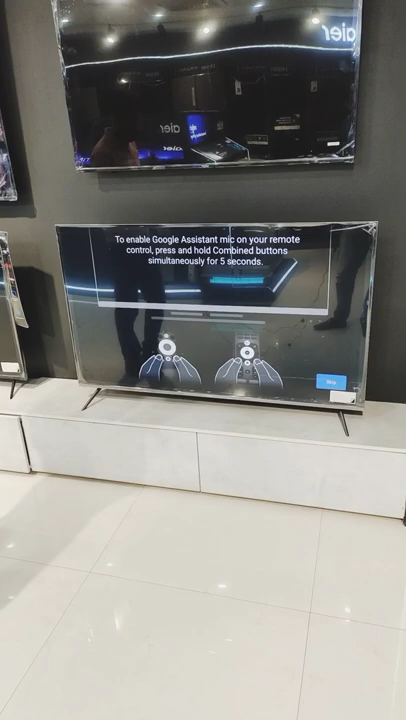 To enable Google Assistant mic on your remote
control, press and hold Combined buttons
simultaneously for 5 seconds.
Skip